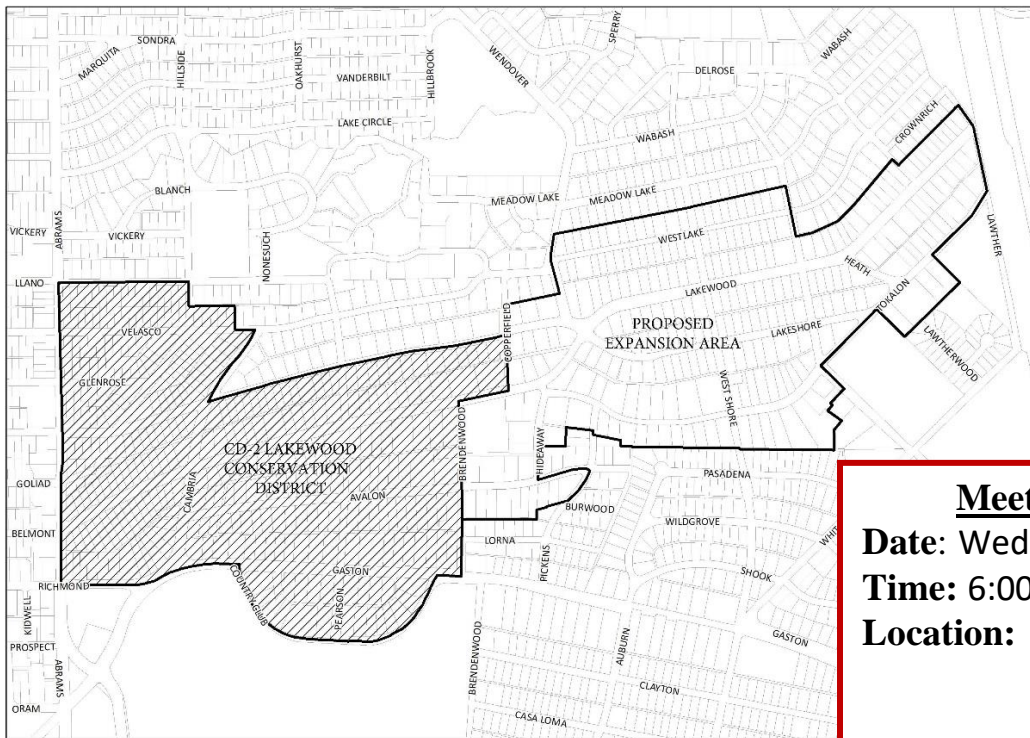 SONDRA
MARQUITA
HILLSIDE
OAKHURST
VANDERBILT
HILLBROOK
WENDOVER
SPERRY
DELROSE
WABASH
LAKE CIRCLE
WABASH
CROWNRICH
BLANCH
MEADOW LAKE
MEADOW LAKE
VICKERY
ABRAMS
VICKERY
NONESUCH
WESTLAKE
LAWTHER
LLANO
HEATH
LAKEWOOD
TOKALON
VELASCO
COPPERFIELD
PROPOSED
EXPANSION AREA
LAKESHORE
LAWTHERWOOD
GLENROSE
WEST SHORE
BRENDENWOOD
HIDEAWAY
CD-2 LAKEWOOD
CONSERVATION
DISTRICT
PASADENA
GOLIAD
CAMBRIA
AVALON
BURWOOD
WILDGROVE
BELMONT
LORNA
PICKENS
SHOOK
GASTON
RICHMOND
COUNTRY CLUB
PEARSON
KIDWELL
GASTON
PROSPECT
ABRAMS
BRENDENWOOD
AUBURN
CLAYTON
ORAM
CASA LOMA
Meet
Date: Wed
Time: 6:00
Location: